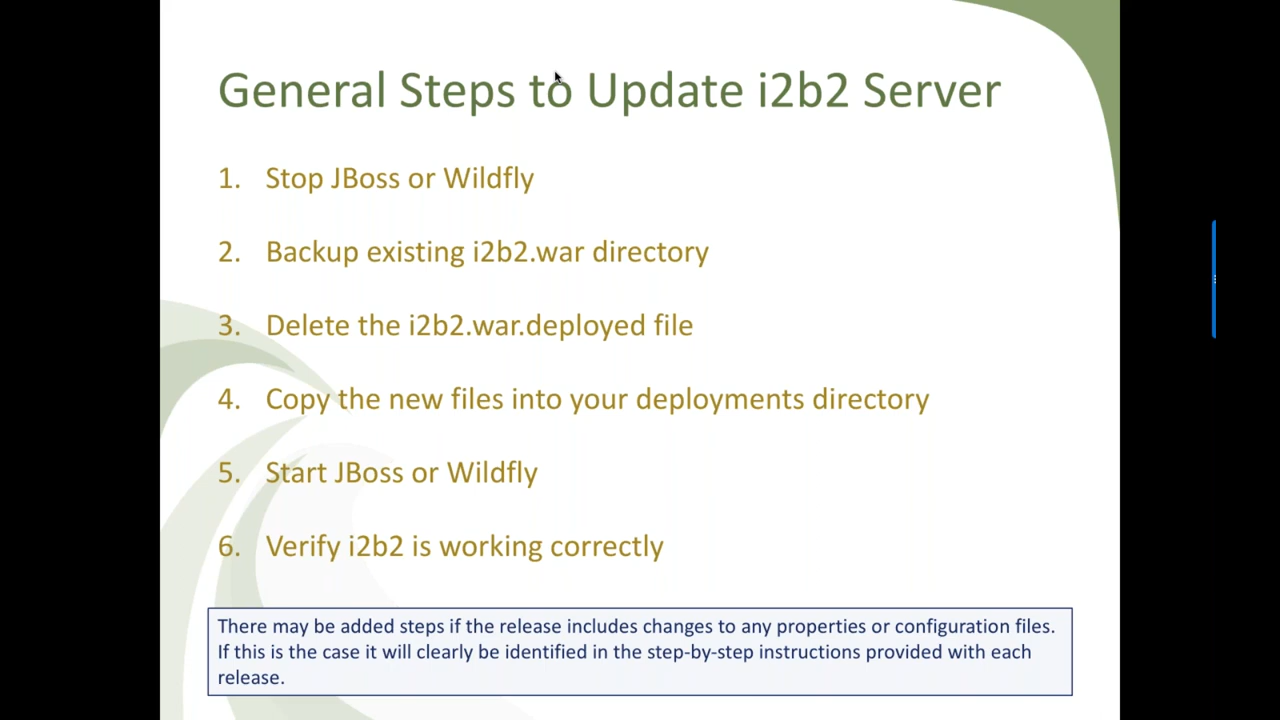 General Steps to Update i2b2 Server
1. Stop JBoss or Wildfly
2. Backup existing i2b2.war directory
3. Delete the i2b2.war.deployed file
4. Copy the new files into your deployments directory
5. Start JBoss or Wildfly
6. Verify i2b2 is working correctly
There may be added steps if the release includes changes to any properties or configuration files.
If this is the case it will clearly be identified in the step-by-step instructions provided with each
release.